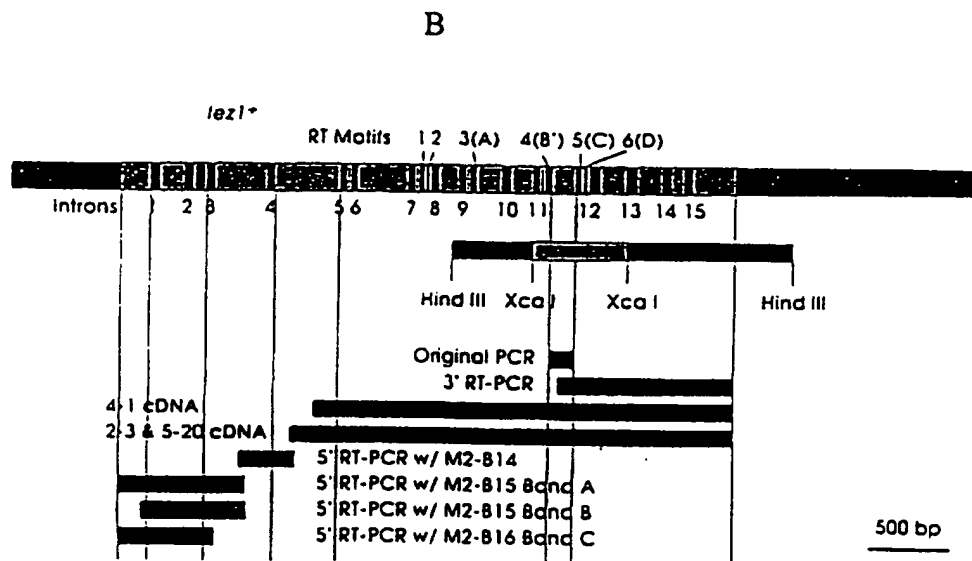 B
tez1+
RT Motifs 1 2 3(A) 4(B') 5(C) 6(D)
Introns 1 2 3 4 5 6 7 8 9 10 11 12 13 14 15
Hind III Xca I Xca I Hind III
Original PCR
3' RT-PCR
4-1 cDNA
2-3 & 5-20 cDNA
5' RT-PCR w/ M2-B14
5' RT-PCR w/ M2-B15 Band A
5' RT-PCR w/ M2-B15 Band B
5' RT-PCR w/ M2-B16 Band C
500 bp